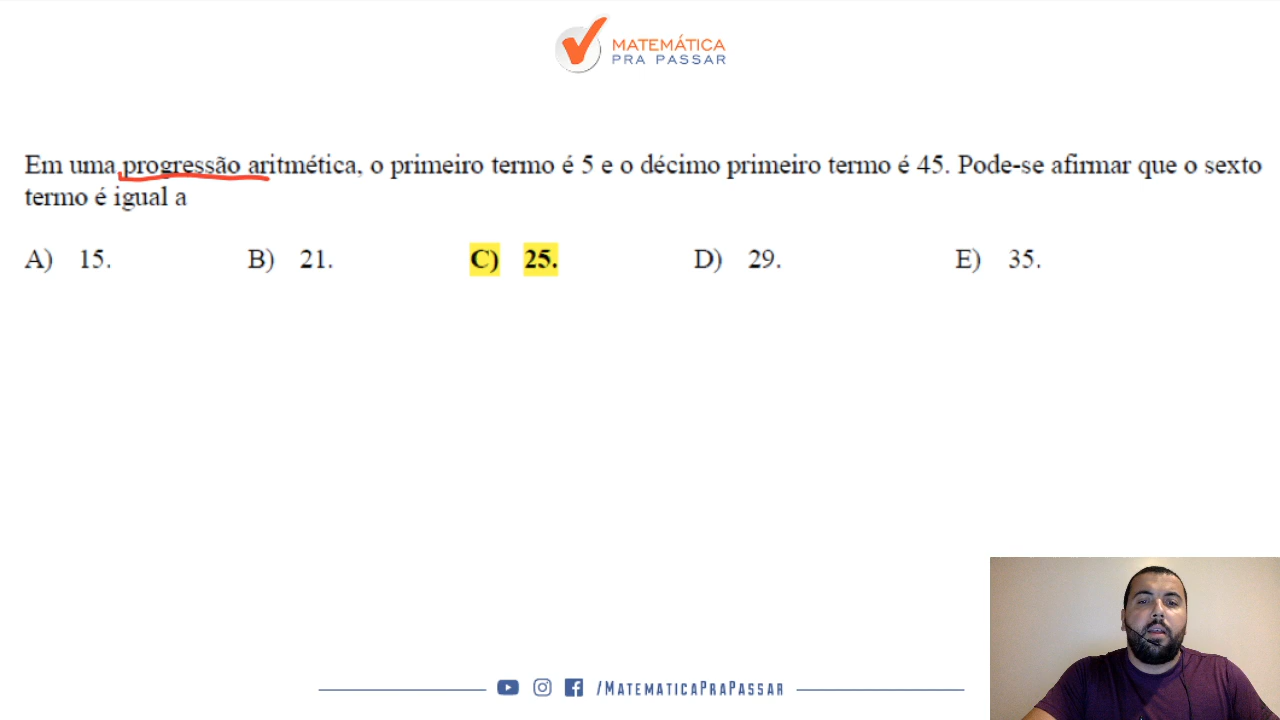 MATEMÁTICA
PRA PASSAR
Em uma progressão aritmética, o primeiro termo é 5 e o décimo primeiro termo é 45. Pode-se afirmar que o sexto
termo é igual a
A) 15. B) 21. C) 25. D) 29. E) 35.
/MATEMATICAPRAPASSAR